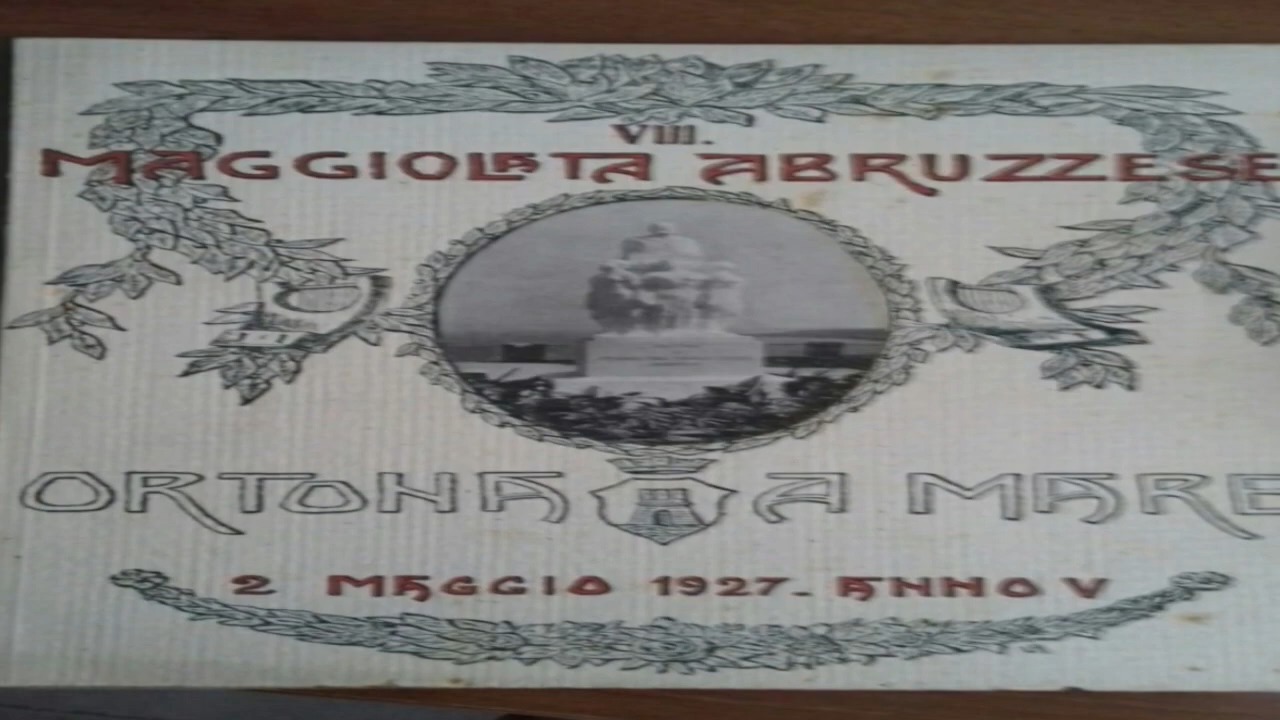 VIII.
MAGGIOLATA ABRUZZESE
ORTONA A MARE
2 MAGGIO 1927. ANNO V